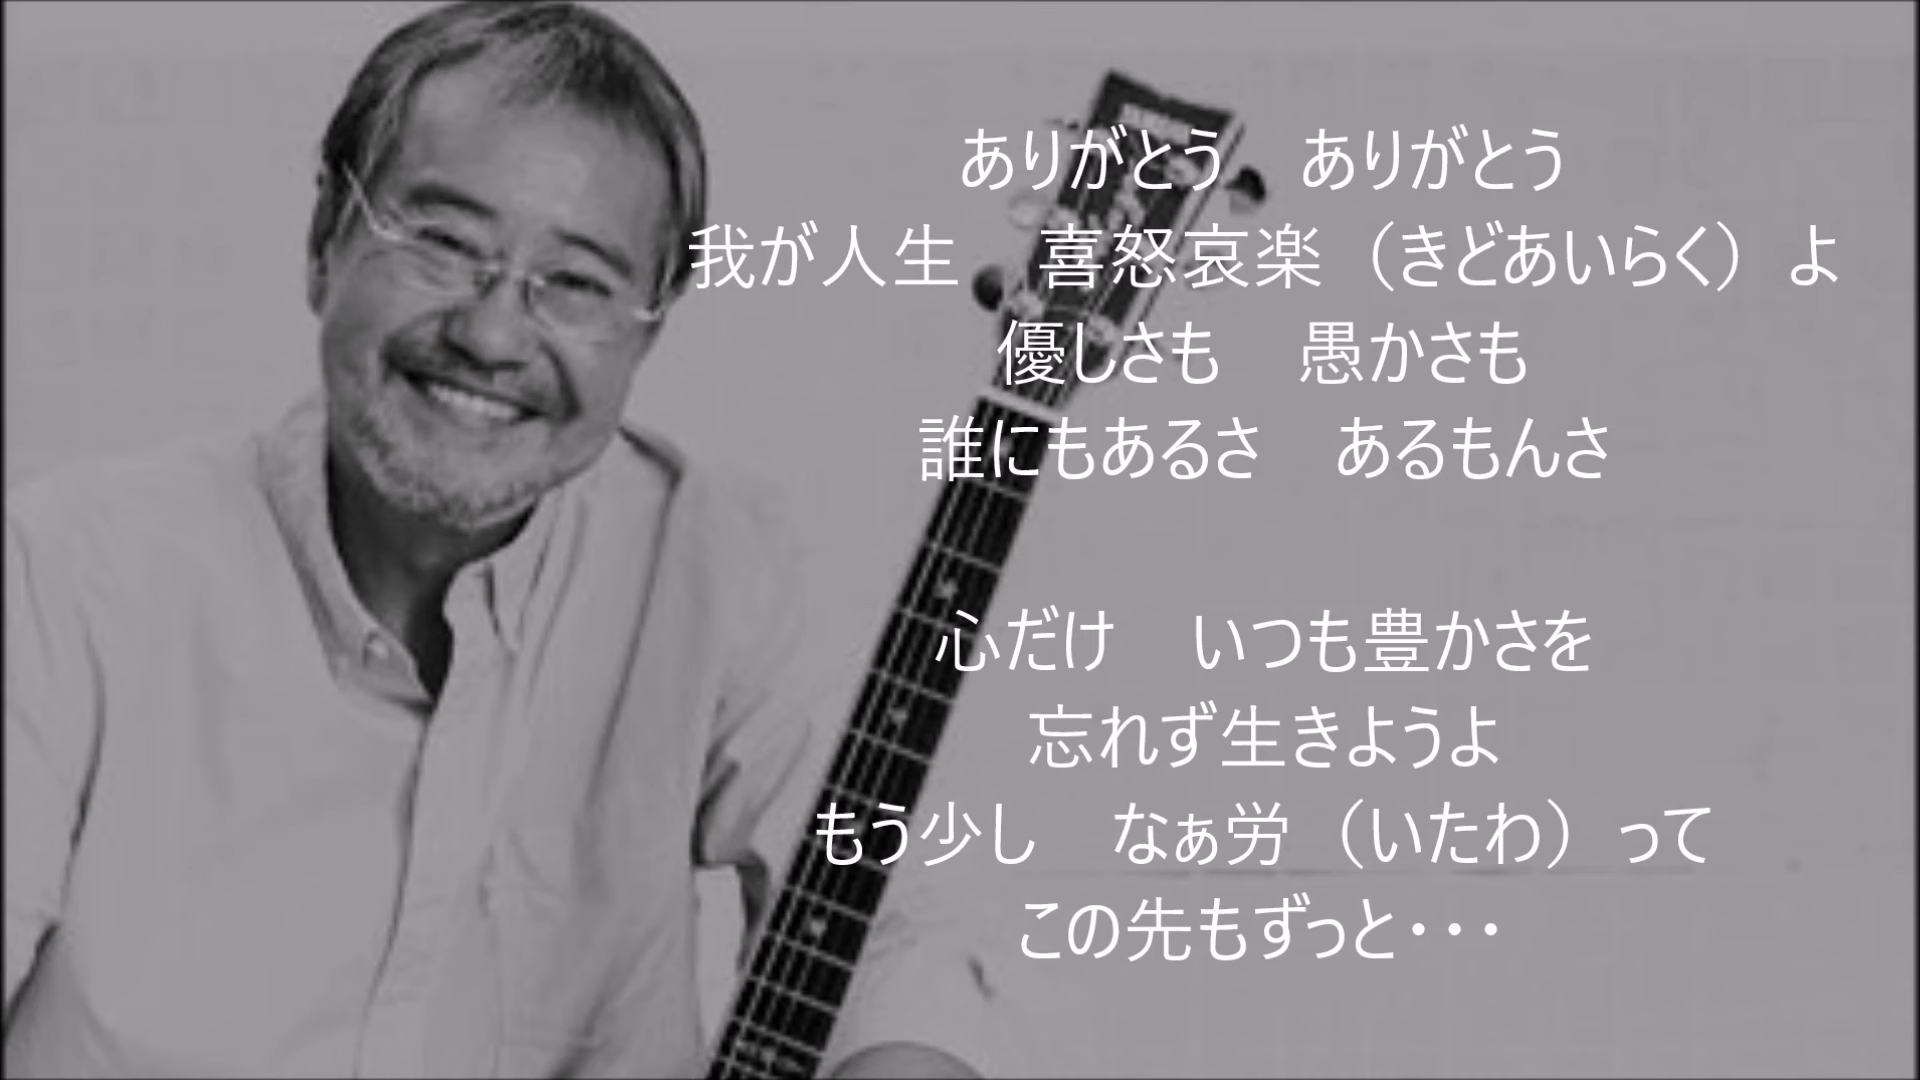 ありがとう　ありがとう
我が人生　喜怒哀楽（きどあいらく）よ
優しさも　愚かさも
誰にもあるさ　あるもんさ
心だけ　いつも豊かさを
忘れず生きようよ
もう少し　なぁ労（いたわ）って
この先もずっと・・・